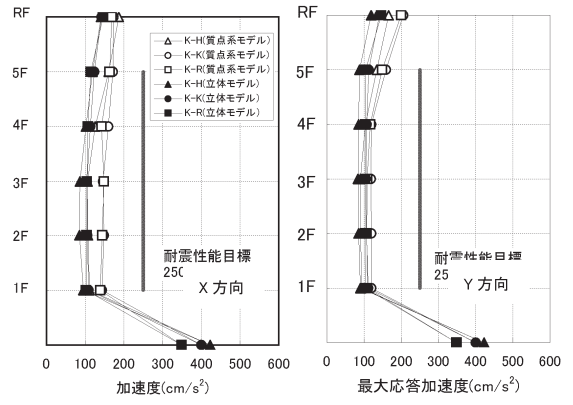 RF
5F
4F
3F
2F
1F
K-H(質点系モデル)
K-K(質点系モデル)
K-R(質点系モデル)
K-H(立体モデル)
K-K(立体モデル)
K-R(立体モデル)
耐震性能目標
250
X方向
0 100 200 300 400 500 600
加速度(cm/s²)
RF
5F
4F
3F
2F
1F
耐震性能目標
25
Y方向
0 100 200 300 400 500 600
最大応答加速度(cm/s²)